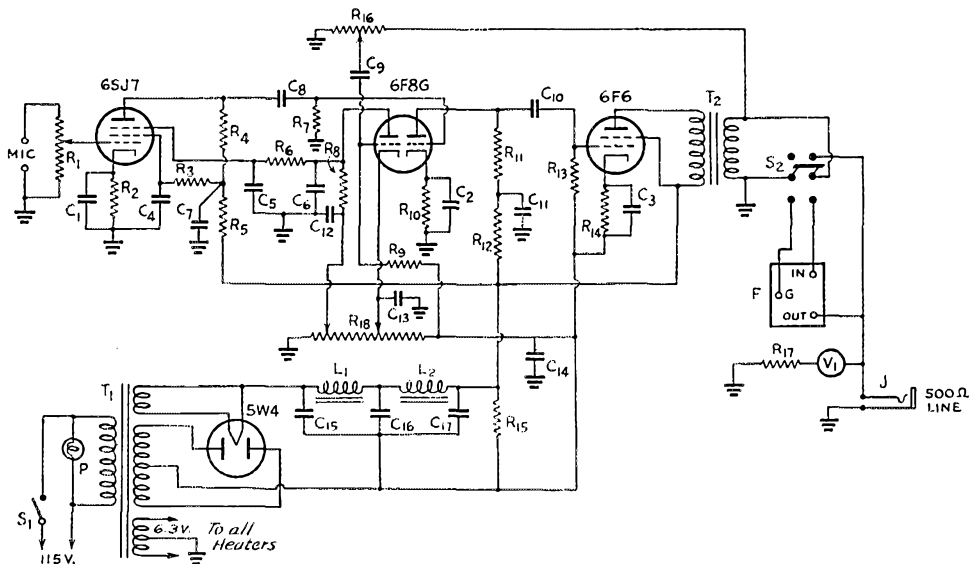 R16
C9
6SJ7
C8
6F8G
C10
6F6
T2
MIC
R1
R4
R7
R6
R8
R11
R13
S2
C1
R2
C4
R3
C7
R5
C5
C6
C12
R10
C2
C11
R12
R14
C3
R9
F
G
IN
OUT
R18
C13
C14
R17
V1
L1
L2
J
500Ω
LINE
T1
5W4
C15
C16
C17
R15
P
S1
6.3V.
To all
Heaters
115V.